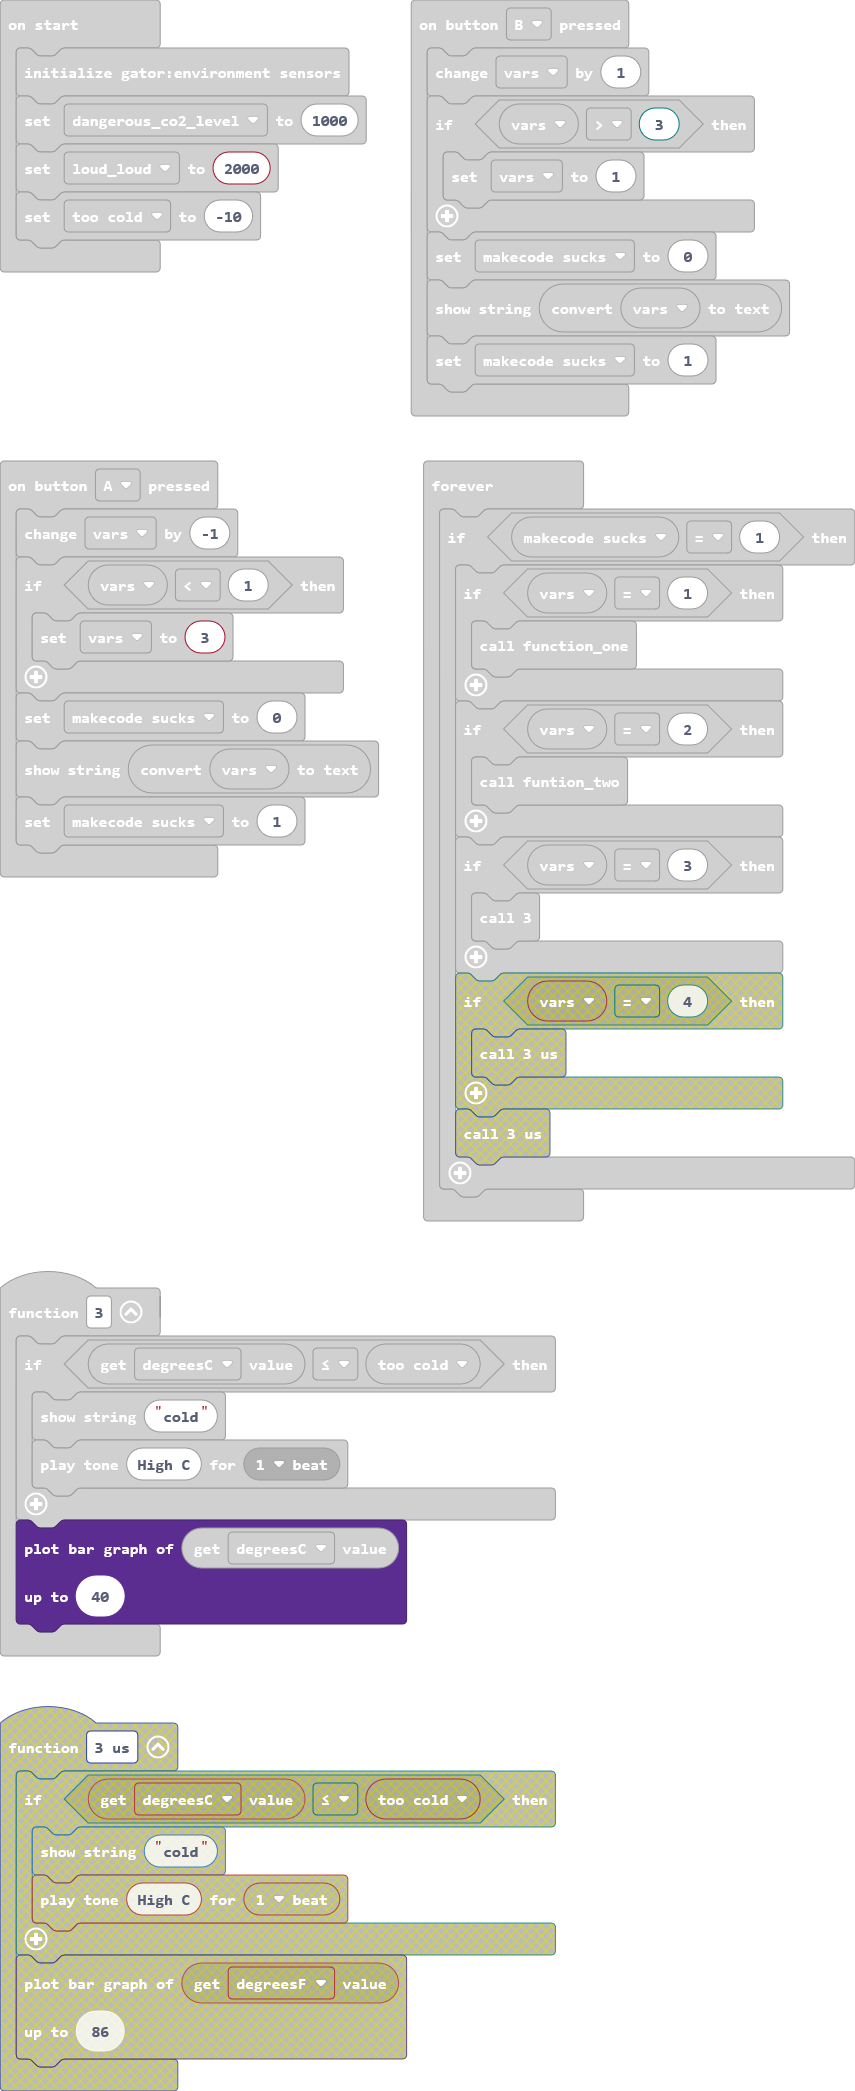 on start
initialize gator:environment sensors
set dangerous_co2_level to 1000
set loud_loud to 2000
set too cold to -10
on button B pressed
change vars by 1
if vars > 3 then
set vars to 1
set makecode sucks to 0
show string convert vars to text
set makecode sucks to 1
on button A pressed
change vars by -1
if vars < 1 then
set vars to 3
set makecode sucks to 0
show string convert vars to text
set makecode sucks to 1
forever
if makecode sucks = 1 then
if vars = 1 then
call function_one
if vars = 2 then
call funtion_two
if vars = 3 then
call 3
if vars = 4 then
call 3 us
call 3 us
function 3
if get degreesC value ≤ too cold then
show string "cold"
play tone High C for 1 beat
plot bar graph of get degreesC value
up to 40
function 3 us
if get degreesC value ≤ too cold then
show string "cold"
play tone High C for 1 beat
plot bar graph of get degreesF value
up to 86